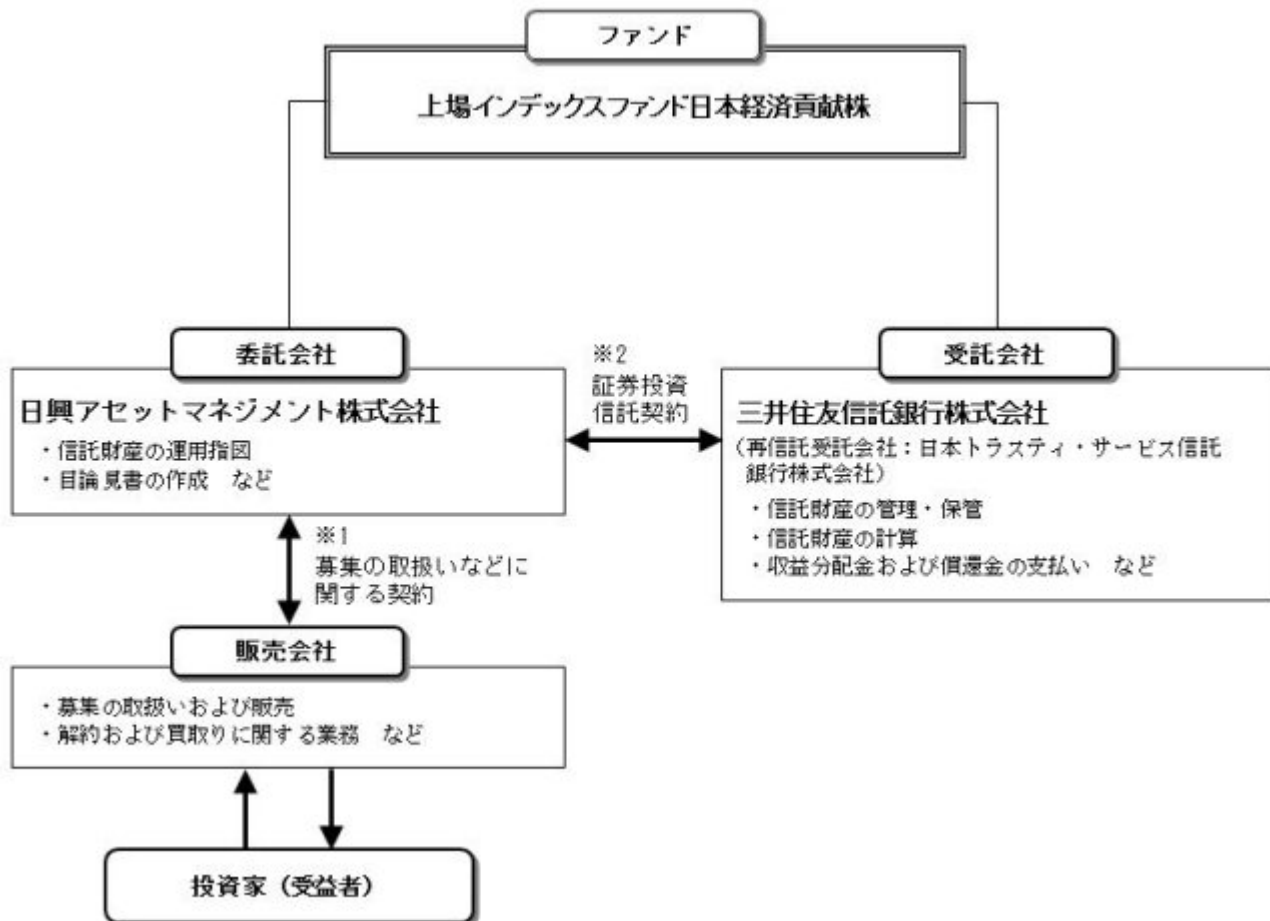 ファンド
上場インデックスファンド日本経済貢献株
委託会社
日興アセットマネジメント株式会社
・信託財産の運用指図
・目論見書の作成　など
※2
証券投資
信託契約
受託会社
三井住友信託銀行株式会社
（再信託受託会社：日本トラスティ・サービス信託
銀行株式会社）
・信託財産の管理・保管
・信託財産の計算
・収益分配金および償還金の支払い　など
※1
募集の取扱いなどに
関する契約
販売会社
・募集の取扱いおよび販売
・解約および買取りに関する業務　など
投資家（受益者）